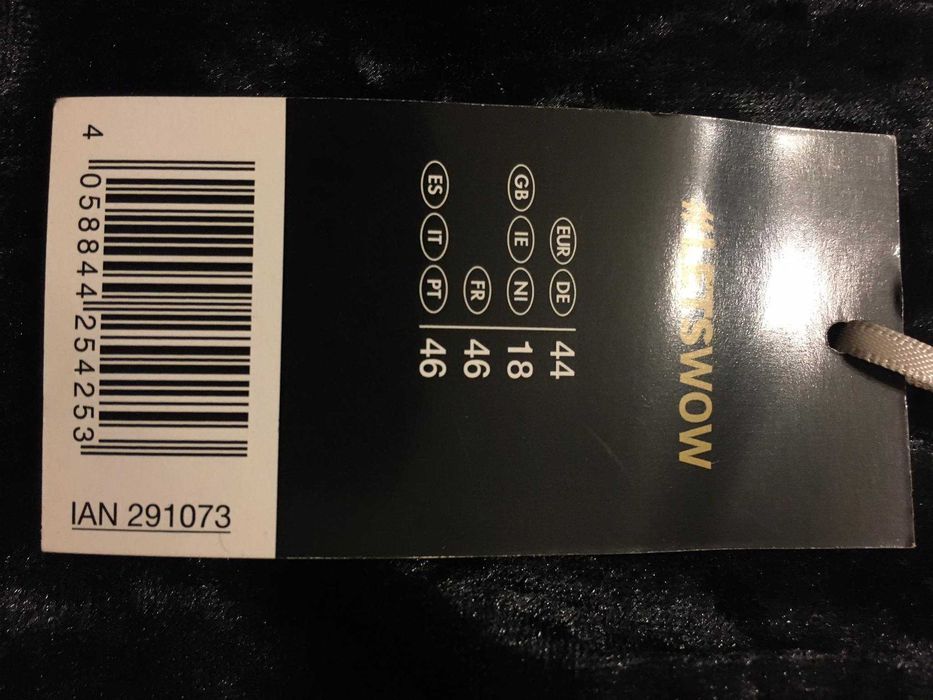 #LETSWOW
EUR DE 44
GB IE NI 18
FR 46
ES IT PT 46
4 058844 254253
IAN 291073